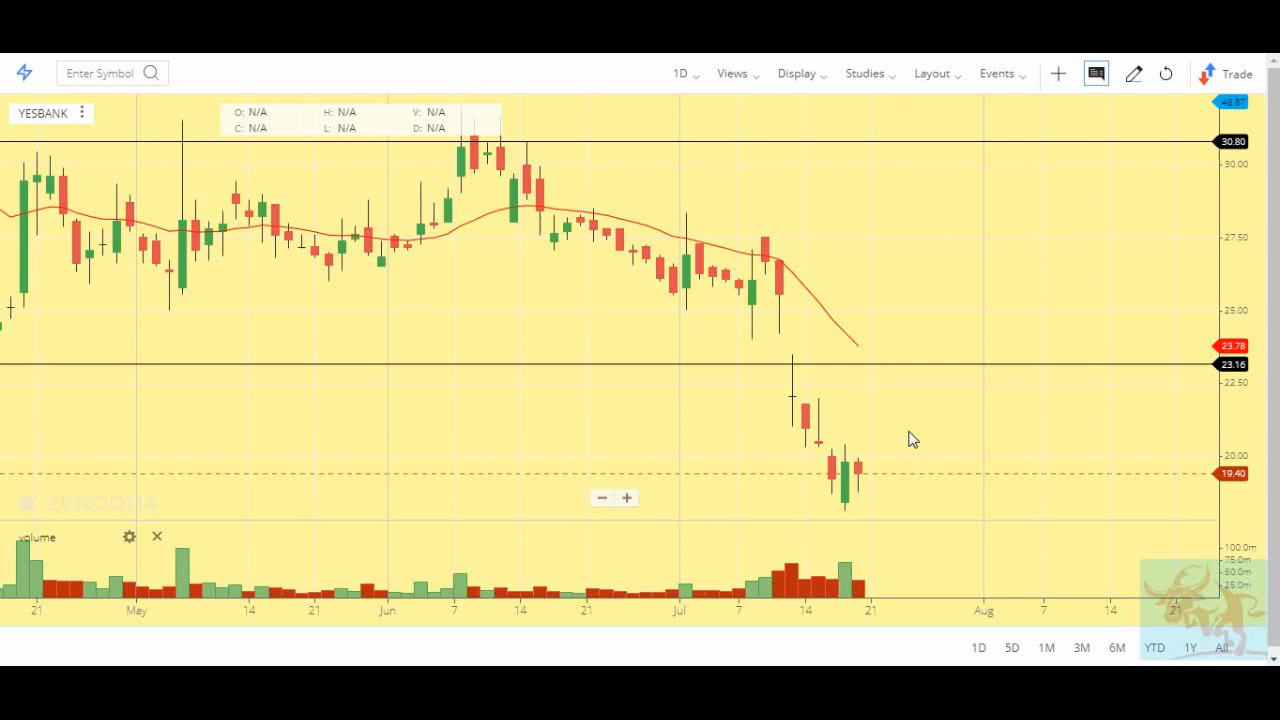 Enter Symbol 1D Views Display Studies Layout Events Trade
YESBANK O: N/A H: N/A V: N/A
C: N/A L: N/A D: N/A
48.87
30.80
30.00
27.50
25.00
23.78
23.16
22.50
20.00
19.40
ZERODHA
volume
100.0m
75.0m
50.0m
25.0m
21 May 14 21 Jun 7 14 21 Jul 7 14 21 Aug 7 14 21
1D 5D 1M 3M 6M YTD 1Y All